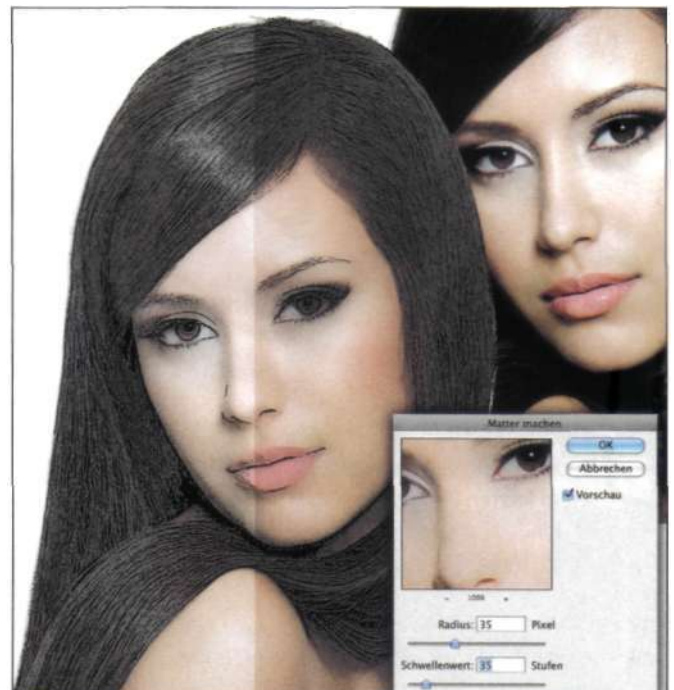 Matter machen
OK
Abbrechen
Vorschau
- 100% +
Radius: 35 Pixel
Schwellenwert: 35 Stufen